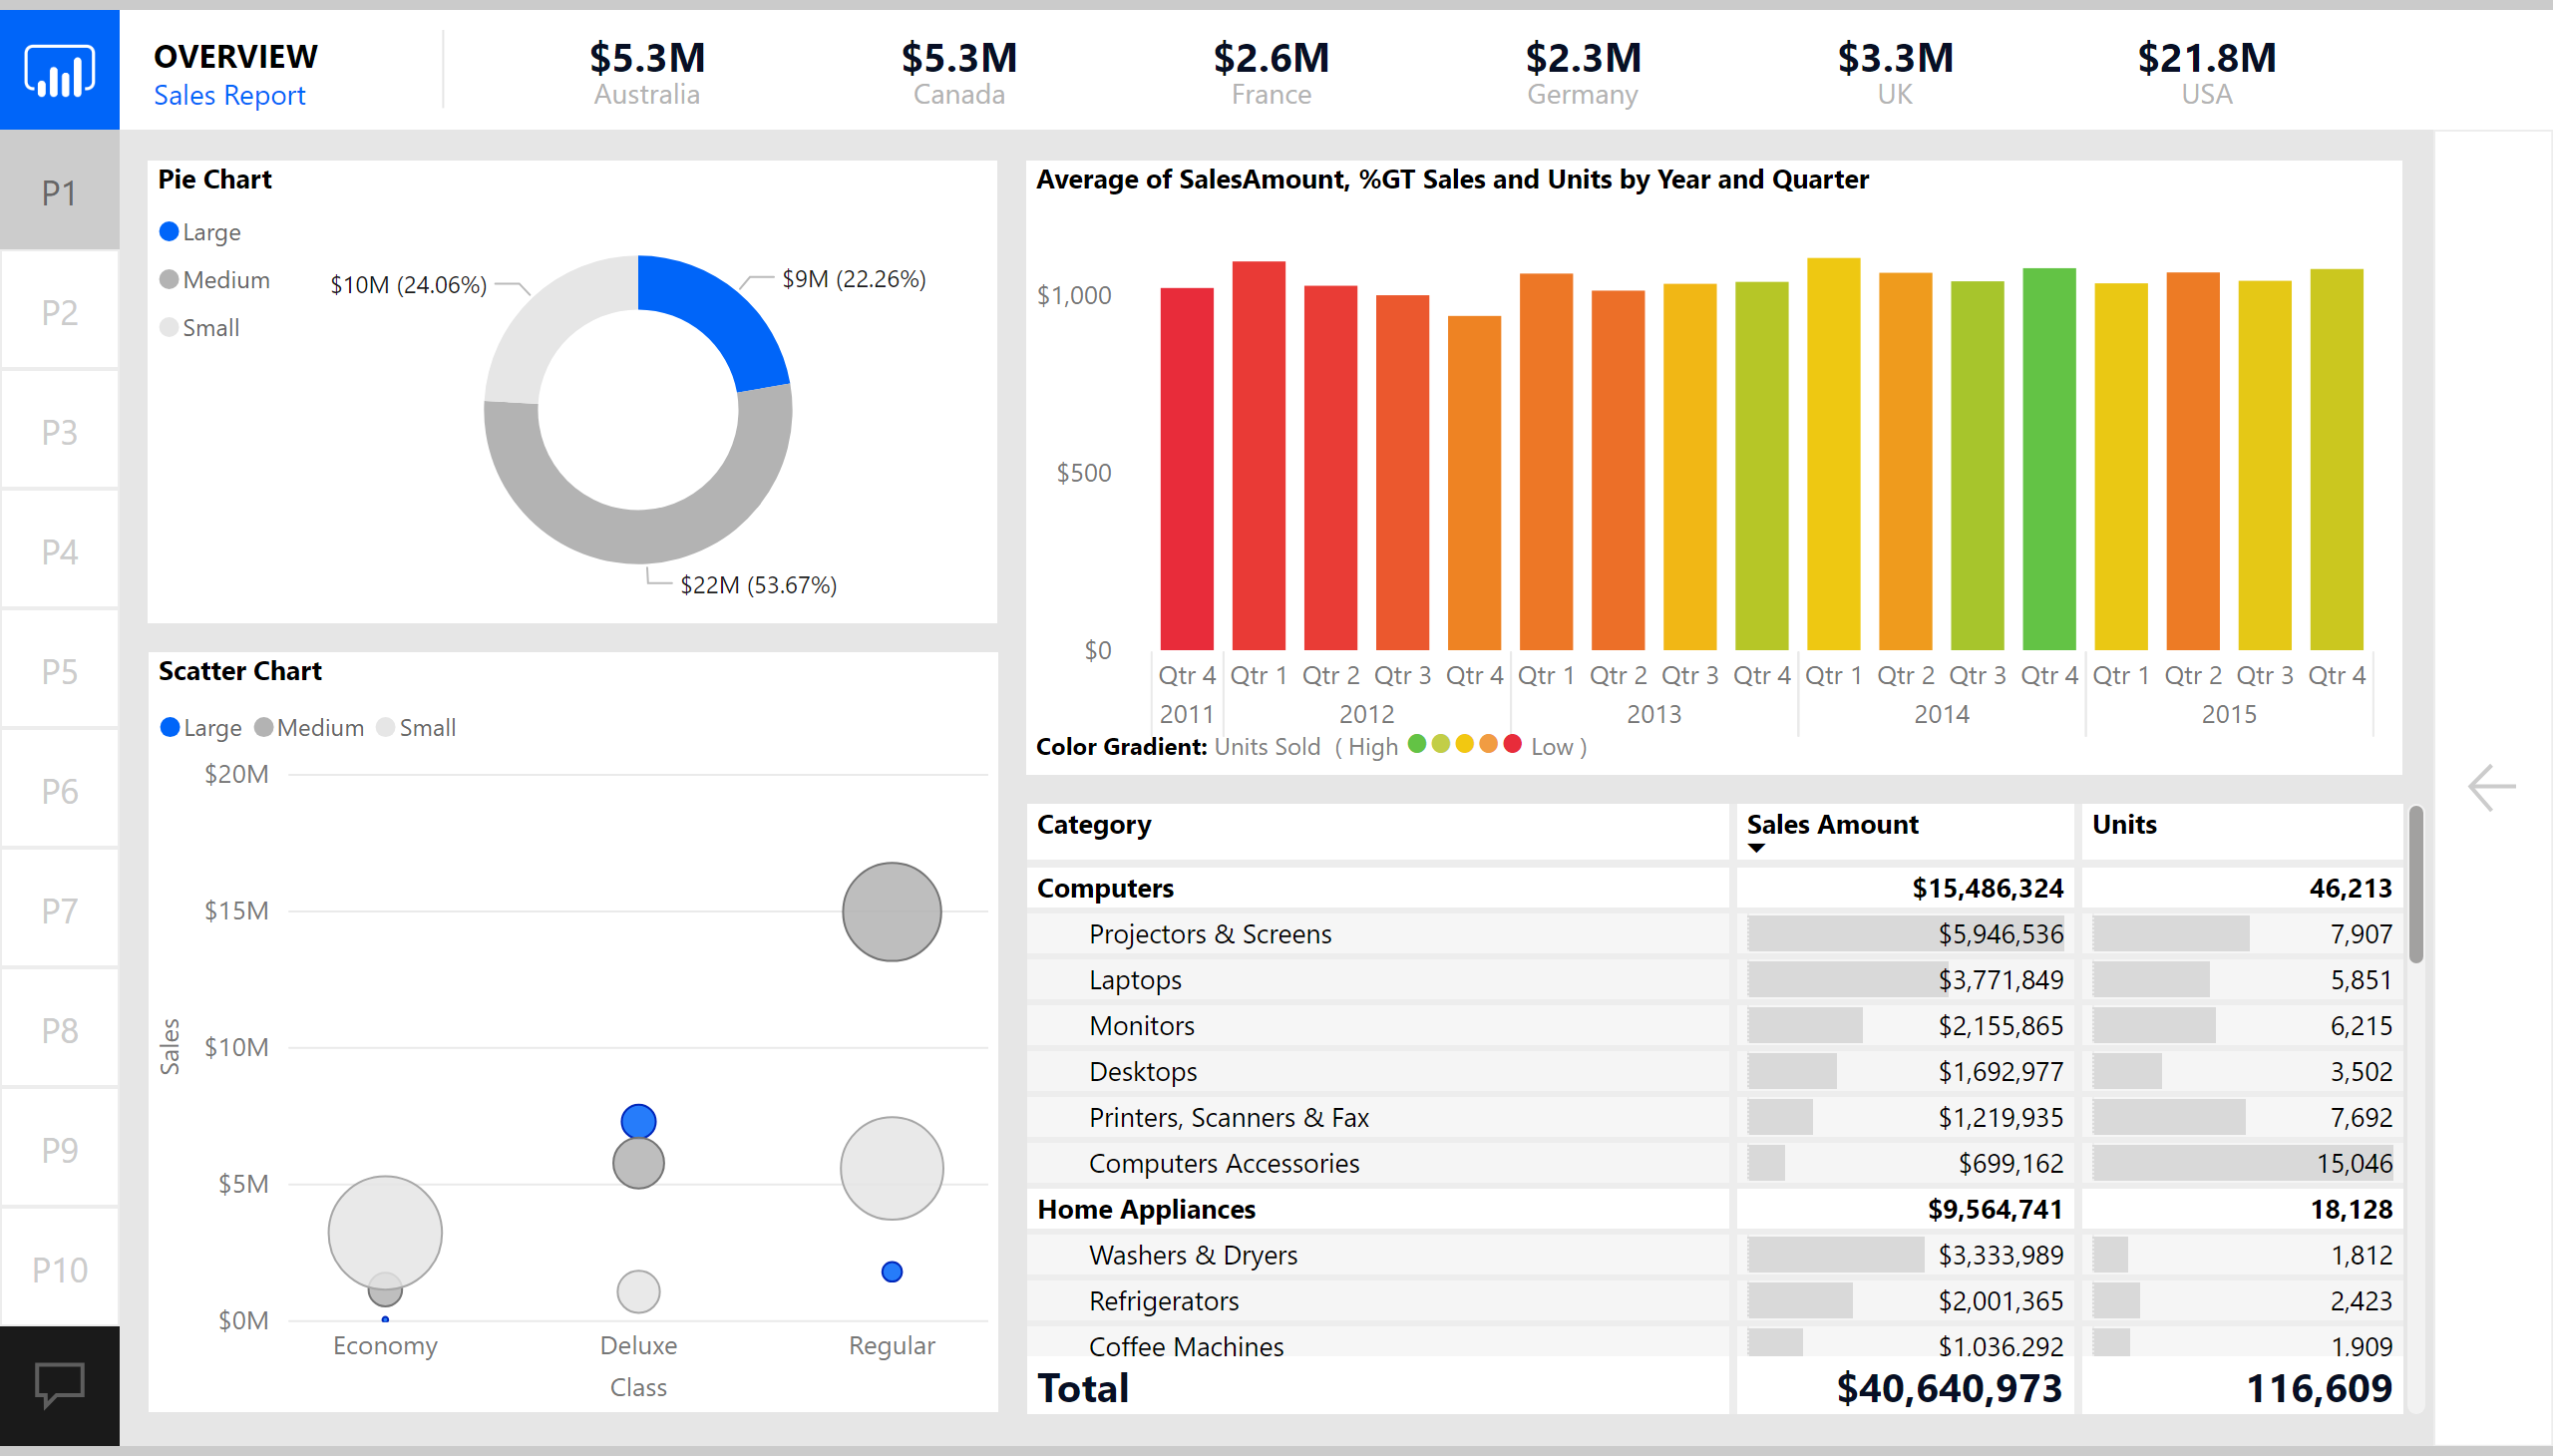 OVERVIEW
Sales Report
$5.3M
Australia
$5.3M
Canada
$2.6M
France
$2.3M
Germany
$3.3M
UK
$21.8M
USA
P1
P2
P3
P4
P5
P6
P7
P8
P9
P10
Pie Chart
Large
Medium
Small
$10M (24.06%)
$9M (22.26%)
$22M (53.67%)
Average of SalesAmount, %GT Sales and Units by Year and Quarter
$1,000
$500
$0
Qtr 4 Qtr 1 Qtr 2 Qtr 3 Qtr 4 Qtr 1 Qtr 2 Qtr 3 Qtr 4 Qtr 1 Qtr 2 Qtr 3 Qtr 4 Qtr 1 Qtr 2 Qtr 3 Qtr 4
2011 2012 2013 2014 2015
Color Gradient: Units Sold ( High Low )
Scatter Chart
Large Medium Small
$20M
$15M
$10M
$5M
$0M
Sales
Economy Deluxe Regular
Class
Category Sales Amount Units
Computers $15,486,324 46,213
Projectors & Screens $5,946,536 7,907
Laptops $3,771,849 5,851
Monitors $2,155,865 6,215
Desktops $1,692,977 3,502
Printers, Scanners & Fax $1,219,935 7,692
Computers Accessories $699,162 15,046
Home Appliances $9,564,741 18,128
Washers & Dryers $3,333,989 1,812
Refrigerators $2,001,365 2,423
Coffee Machines $1,036,292 1,909
Total $40,640,973 116,609